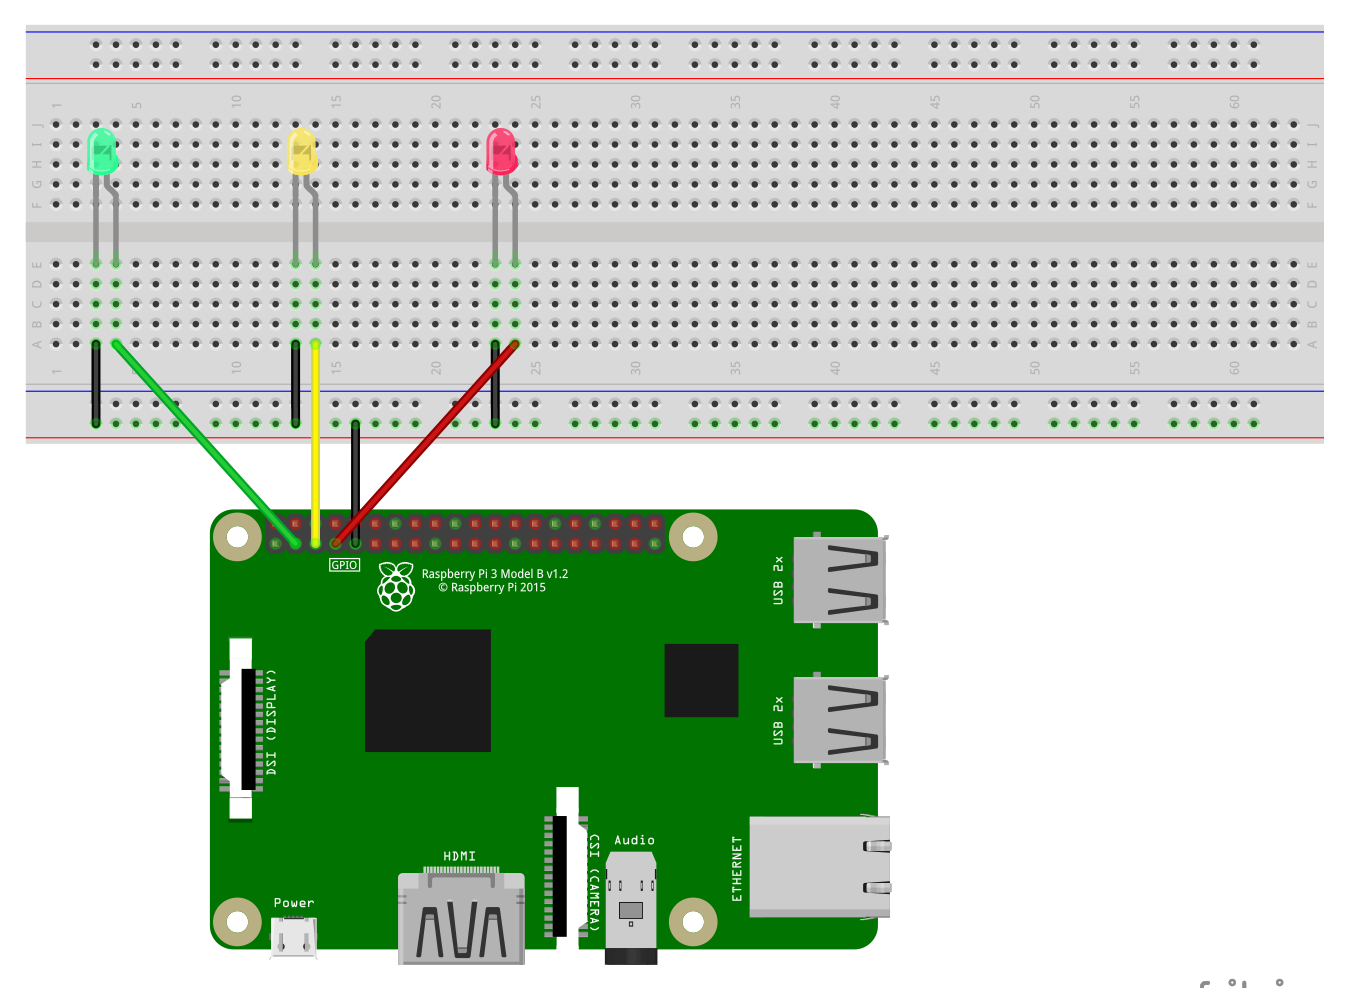 1 5 10 15 20 25 30 35 40 45 50 55 60
J J
I I
H H
G G
F F
E E
D D
C C
B B
A A
1 5 10 15 20 25 30 35 40 45 50 55 60
GPIO
Raspberry Pi 3 Model B v1.2
© Raspberry Pi 2015
USB 2x
DSI (DISPLAY)
USB 2x
CSI (CAMERA)
Audio
ETHERNET
HDMI
Power